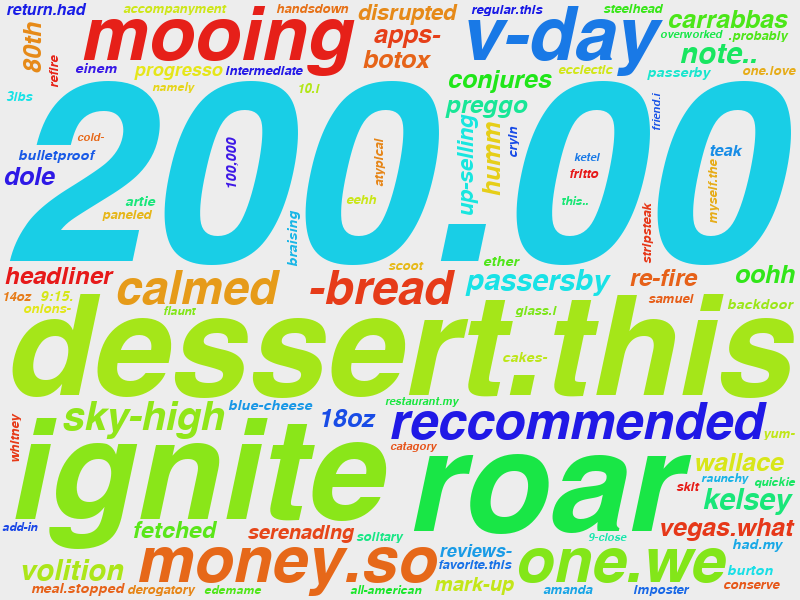 return.had
accompaniment
handsdown
disrupted
regular.this
steelhead
carrabbas
80th
mooing
apps-
v-day
overworked
.probably
refire
einem
progresso
intermediate
botox
note..
namely
10.i
conjures
ecclectic
passerby
one.love
3lbs
preggo
friend.i
200.00
cold-
100,000
atypical
up-selling
humm
cryin
ketel
teak
bulletproof
fritto
dole
artie
paneled
eehh
this..
myself.the
braising
stripsteak
ether
scoot
headliner
calmed
-bread
passersby
re-fire
oohh
14oz
9:15.
onions-
flaunt
glass.i
samuel
backdoor
dessert.this
cakes-
restaurant.my
sky-high
blue-cheese
18oz
reccommended
yum-
whitney
catagory
ignite
roar
wallace
raunchy
quickie
skit
kelsey
add-in
fetched
serenading
solitary
9-close
vegas.what
had.my
volition
money.so
reviews-
favorite.this
one.we
burton
meal.stopped
derogatory
edename
all-american
mark-up
amanda
imposter
conserve